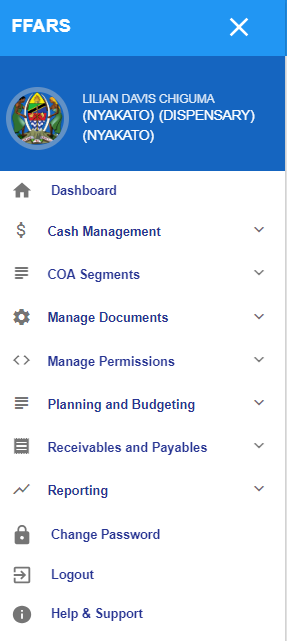 FFARS
LILIAN DAVIS CHIGUMA
(NYAKATO) (DISPENSARY)
(NYAKATO)
Dashboard
Cash Management
COA Segments
Manage Documents
Manage Permissions
Planning and Budgeting
Receivables and Payables
Reporting
Change Password
Logout
Help & Support